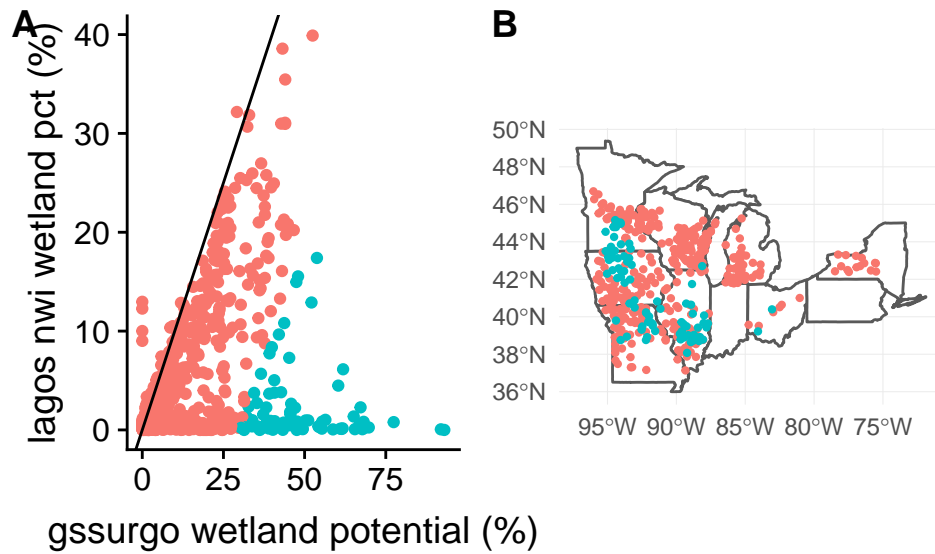 A
lagos nwi wetland pct (%)
40
30
20
10
0
0 25 50 75
gssurgo wetland potential (%)
B
50°N
48°N
46°N
44°N
42°N
40°N
38°N
36°N
95°W 90°W 85°W 80°W 75°W